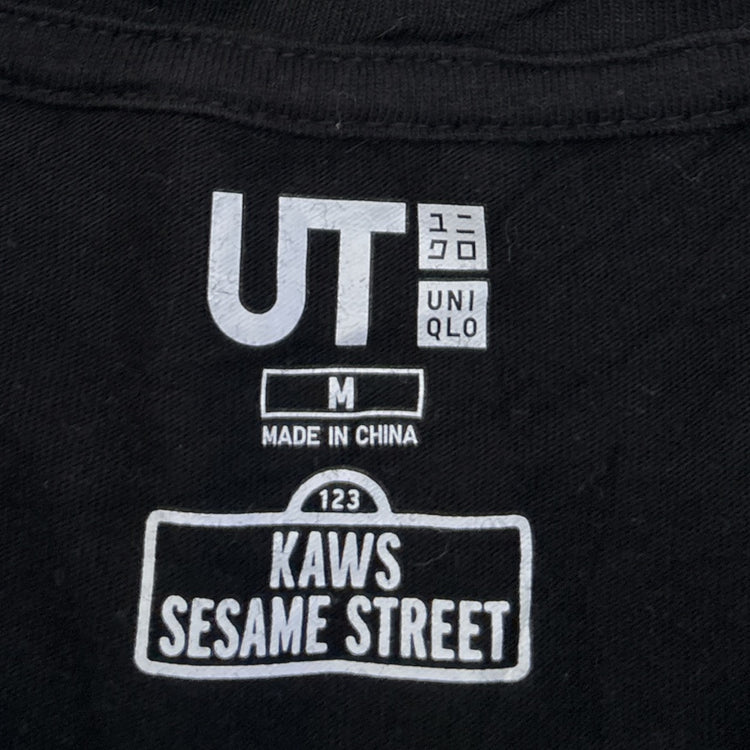 UT
ユニ
クロ
UNI
QLO
M
MADE IN CHINA
123
KAWS
SESAME STREET